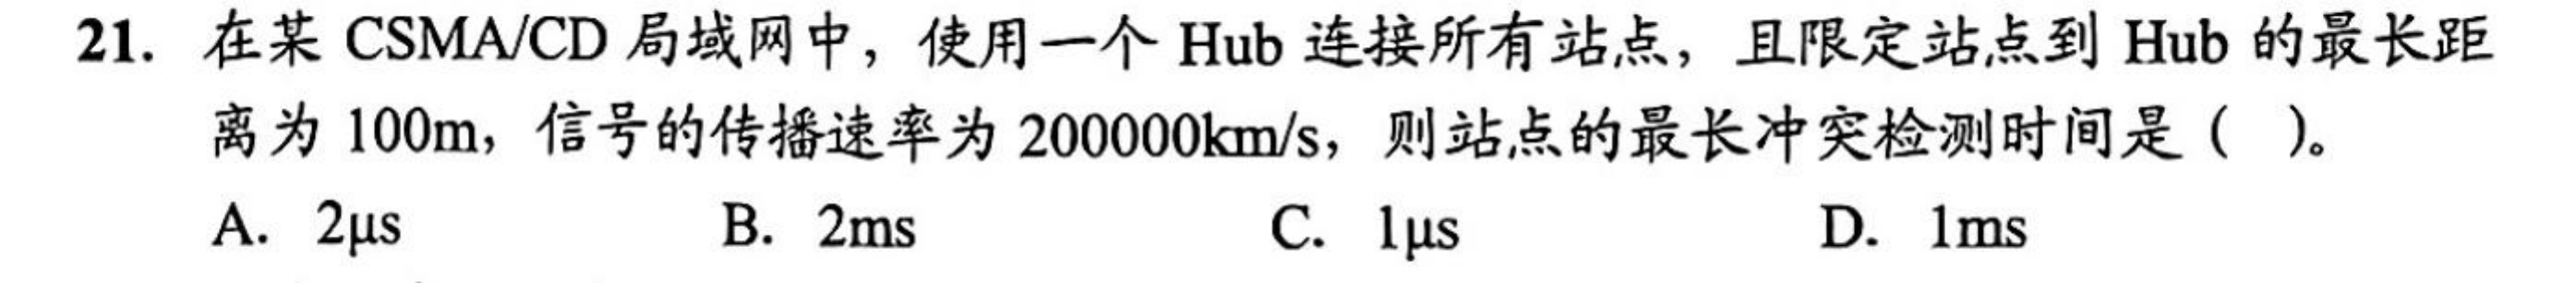 21. 在某 CSMA/CD 局域网中，使用一个 Hub 连接所有站点，且限定站点到 Hub 的最长距
离为 100m，信号的传播速率为 200000km/s，则站点的最长冲突检测时间是（ ）。
A. 2μs B. 2ms C. 1μs D. 1ms